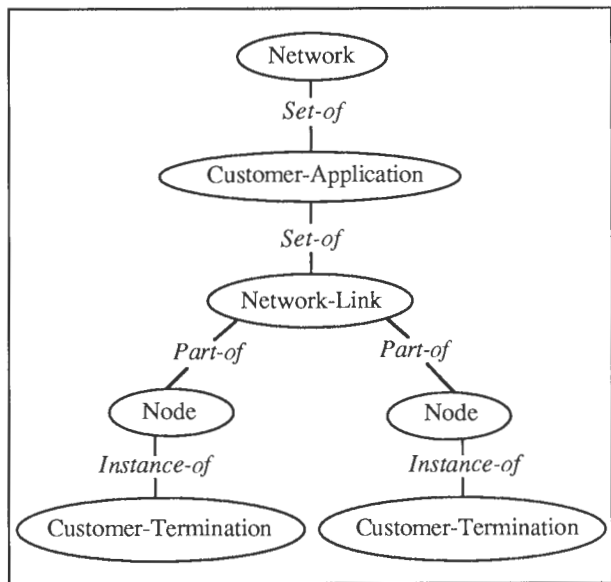 Network
Set-of
Customer-Application
Set-of
Network-Link
Part-of Part-of
Node Node
Instance-of Instance-of
Customer-Termination Customer-Termination